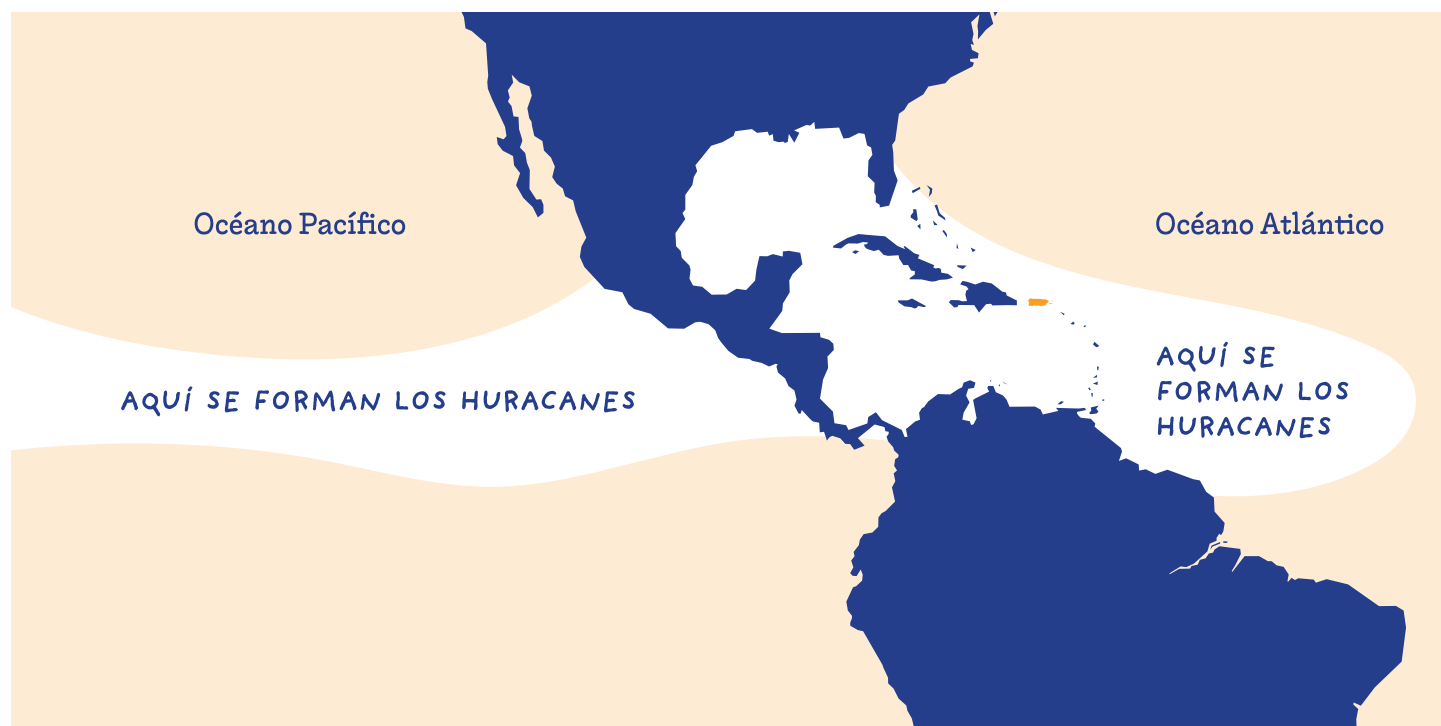 Océano Pacífico
Océano Atlántico
AQUÍ SE FORMAN LOS HURACANES
AQUÍ SE
FORMAN LOS
HURACANES